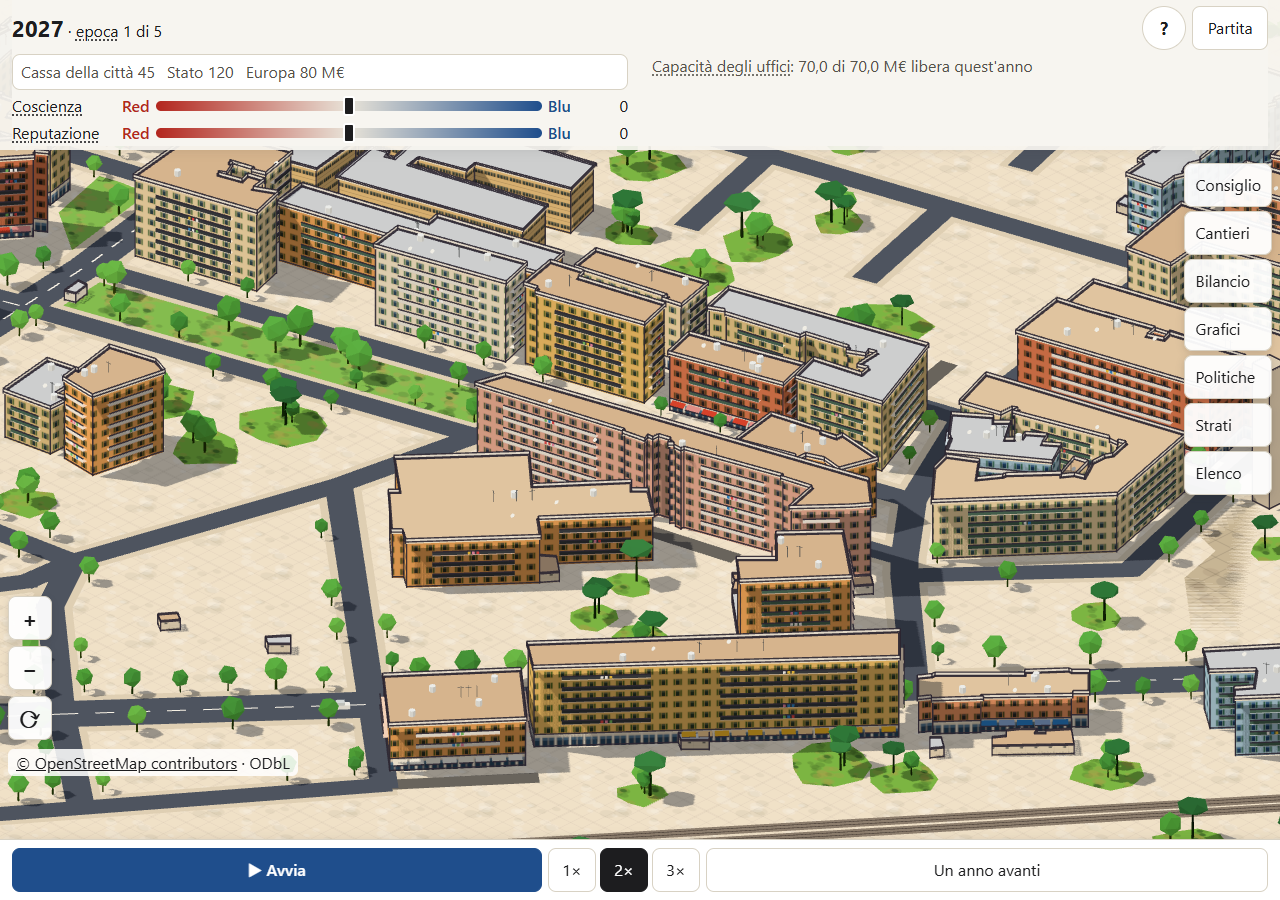 2027 · epoca 1 di 5
?
Partita
Cassa della città 45 Stato 120 Europa 80 M€
Capacità degli uffici: 70,0 di 70,0 M€ libera quest'anno
Coscienza Red Blu 0
Reputazione Red Blu 0
Consiglio
Cantieri
Bilancio
Grafici
Politiche
Strati
Elenco
+
−
⟳
© OpenStreetMap contributors · ODbL
▶ Avvia
1×
2×
3×
Un anno avanti